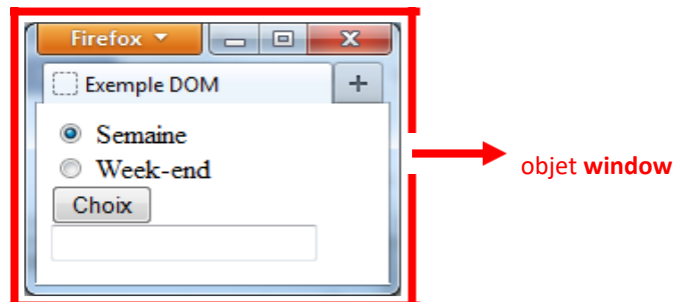 Firefox
Exemple DOM
Semaine
Week-end
Choix
objet window